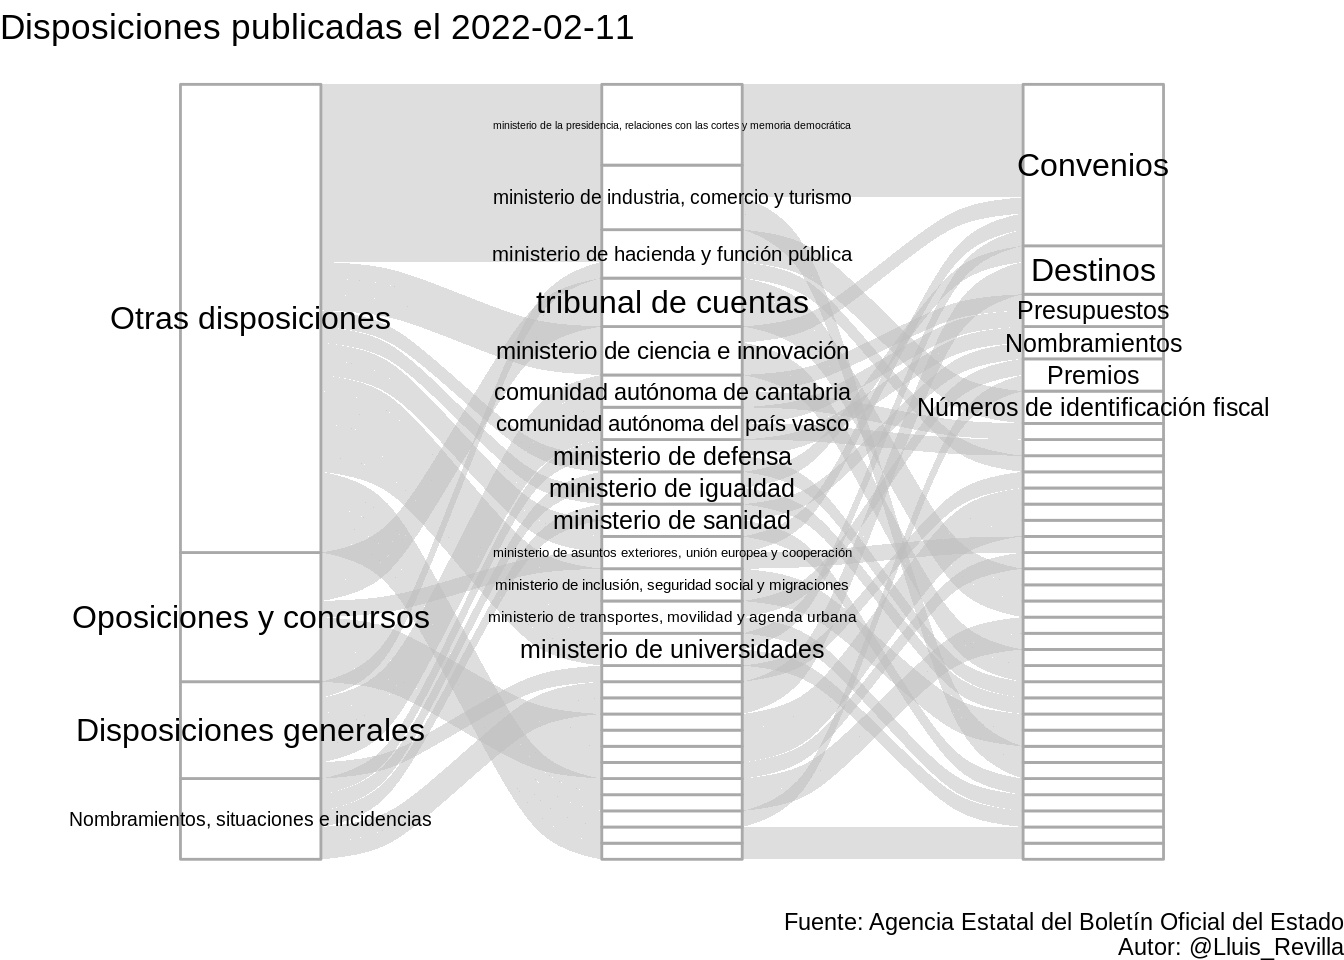 Disposiciones publicadas el 2022-02-11
Otras disposiciones
Oposiciones y concursos
Disposiciones generales
Nombramientos, situaciones e incidencias
ministerio de la presidencia, relaciones con las cortes y memoria democrática
ministerio de industria, comercio y turismo
ministerio de hacienda y función pública
tribunal de cuentas
ministerio de ciencia e innovación
comunidad autónoma de cantabria
comunidad autónoma del país vasco
ministerio de defensa
ministerio de igualdad
ministerio de sanidad
ministerio de asuntos exteriores, unión europea y cooperación
ministerio de inclusión, seguridad social y migraciones
ministerio de transportes, movilidad y agenda urbana
ministerio de universidades
Convenios
Destinos
Presupuestos
Nombramientos
Premios
Números de identificación fiscal
Fuente: Agencia Estatal del Boletín Oficial del Estado
Autor: @Lluis_Revilla